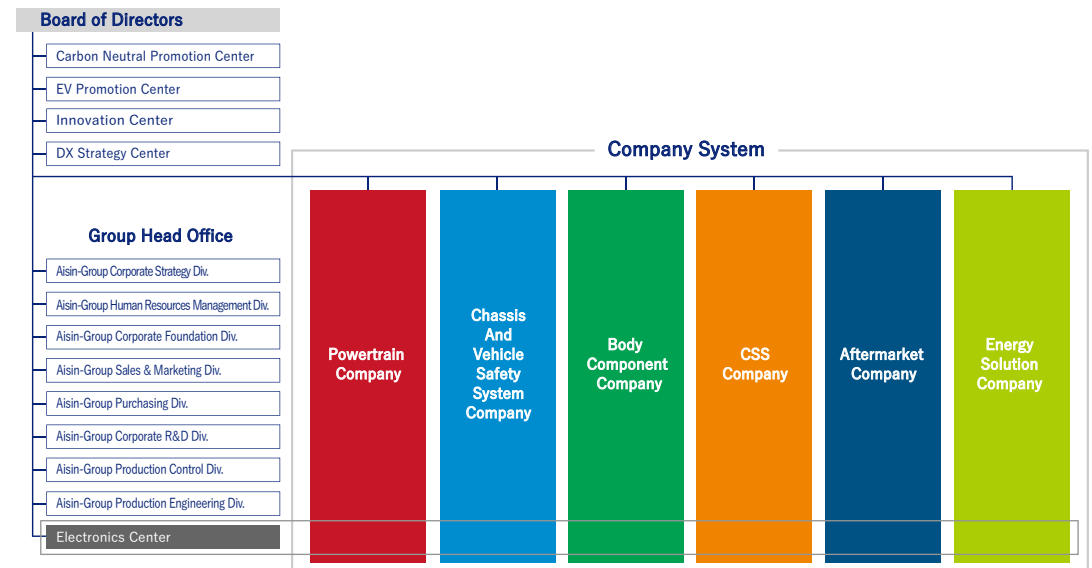 Board of Directors
Carbon Neutral Promotion Center
EV Promotion Center
Innovation Center
DX Strategy Center
Company System
Group Head Office
Aisin-Group Corporate Strategy Div.
Aisin-Group Human Resources Management Div.
Aisin-Group Corporate Foundation Div.
Aisin-Group Sales & Marketing Div.
Aisin-Group Purchasing Div.
Aisin-Group Corporate R&D Div.
Aisin-Group Production Control Div.
Aisin-Group Production Engineering Div.
Electronics Center
Powertrain
Company
Chassis
And
Vehicle
Safety
System
Company
Body
Component
Company
CSS
Company
Aftermarket
Company
Energy
Solution
Company